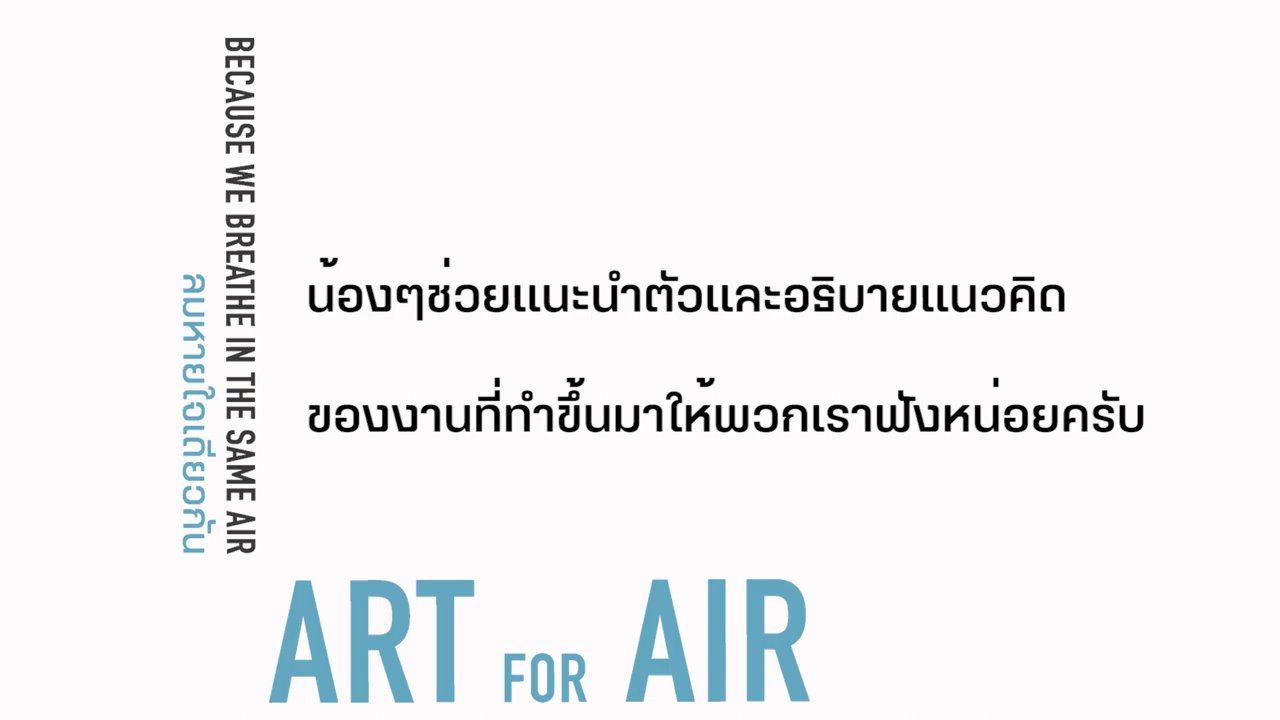 BECAUSE WE BREATHE IN THE SAME AIR
ลมหายใจเดียวกัน
น้องๆช่วยแนะนำตัวและอธิบายแนวคิด
ของงานที่ทำขึ้นมาให้พวกเราฟังหน่อยครับ
ART FOR AIR